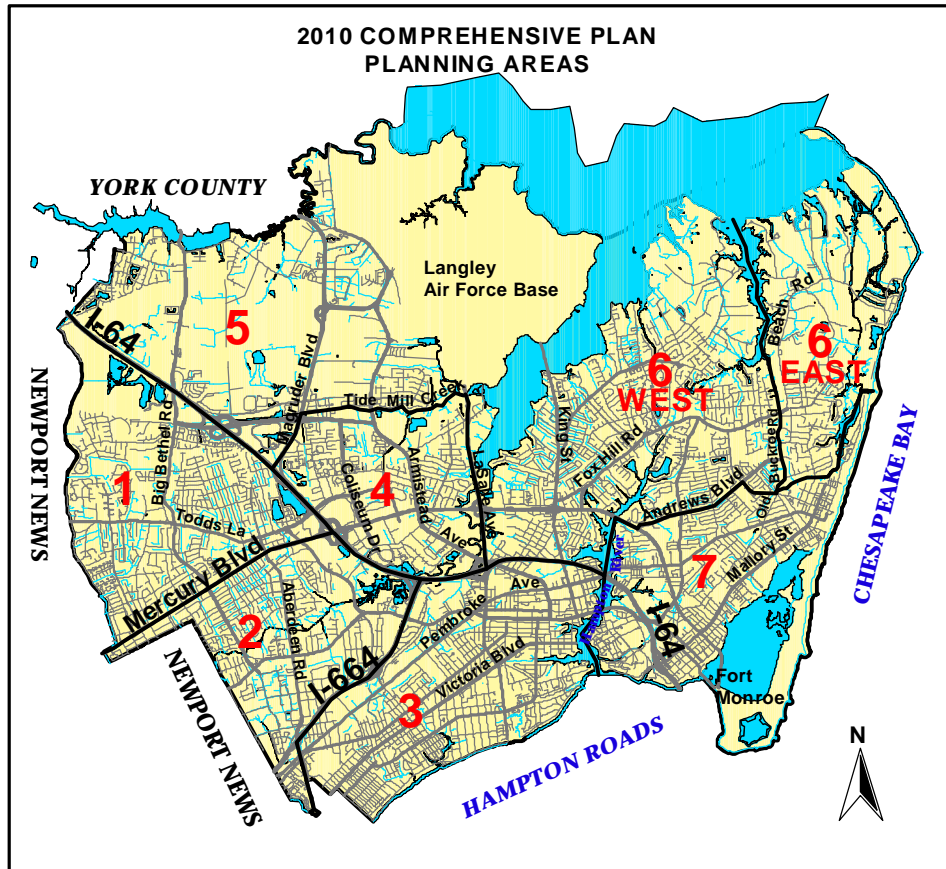 2010 COMPREHENSIVE PLAN
PLANNING AREAS
YORK COUNTY
Langley
Air Force Base
I-64
5
Magruder Blvd
Beach Rd
6
EAST
6
WEST
NEWPORT NEWS
Tide Mill Creek
King St
Big Bethel Rd
Fox Hill Rd
Old Buckroe Rd
1
4
Coliseum Dr
Armistead
Ave
LaSalle Ave
CHESAPEAKE BAY
Todds La
Andrews Blvd
Mercury Blvd
Hampton River
7
Mallory St
2
Aberdeen Rd
Pembroke Ave
I-64
I-664
Victoria Blvd
3
Fort
Monroe
NEWPORT NEWS
HAMPTON ROADS
N